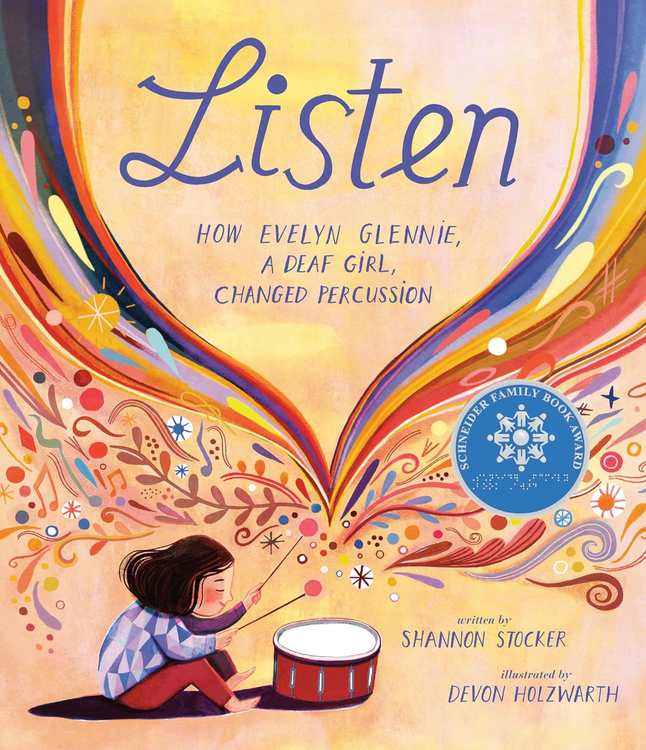 Listen
HOW EVELYN GLENNIE,
A DEAF GIRL,
CHANGED PERCUSSION
SCHNEIDER FAMILY BOOK AWARD
written by
SHANNON STOCKER
illustrated by
DEVON HOLZWARTH